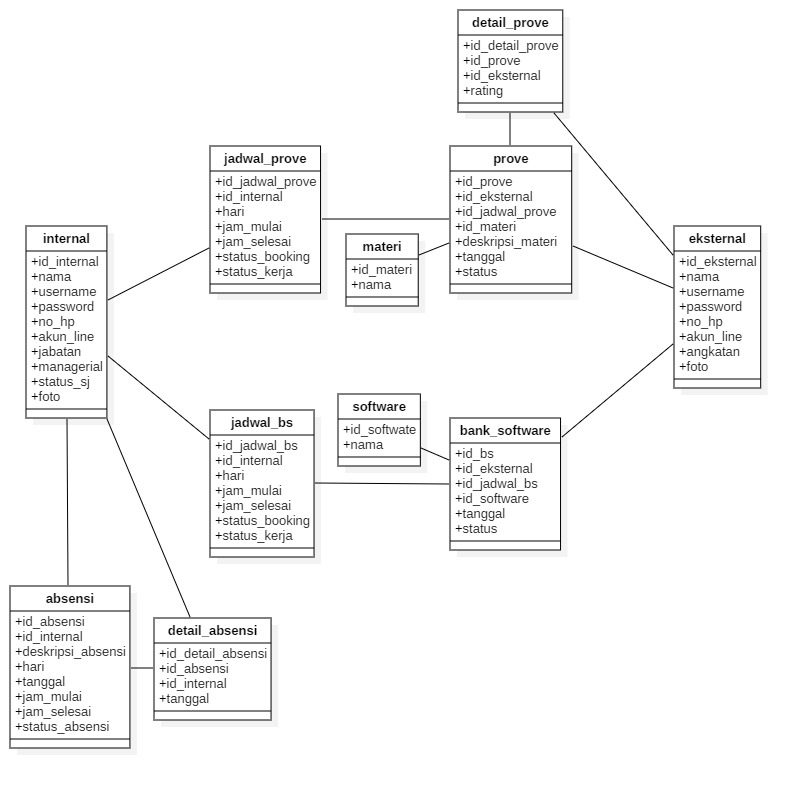 detail_prove
+id_detail_prove
+id_prove
+id_eksternal
+rating
jadwal_prove
+id_jadwal_prove
+id_internal
+hari
+jam_mulai
+jam_selesai
+status_booking
+status_kerja
prove
+id_prove
+id_eksternal
+id_jadwal_prove
+id_materi
+deskripsi_materi
+tanggal
+status
materi
+id_materi
+nama
internal
+id_internal
+nama
+username
+password
+no_hp
+akun_line
+jabatan
+managerial
+status_sj
+foto
eksternal
+id_eksternal
+nama
+username
+password
+no_hp
+akun_line
+angkatan
+foto
jadwal_bs
+id_jadwal_bs
+id_internal
+hari
+jam_mulai
+jam_selesai
+status_booking
+status_kerja
software
+id_softwate
+nama
bank_software
+id_bs
+id_eksternal
+id_jadwal_bs
+id_software
+tanggal
+status
absensi
+id_absensi
+id_internal
+deskripsi_absensi
+hari
+tanggal
+jam_mulai
+jam_selesai
+status_absensi
detail_absensi
+id_detail_absensi
+id_absensi
+id_internal
+tanggal